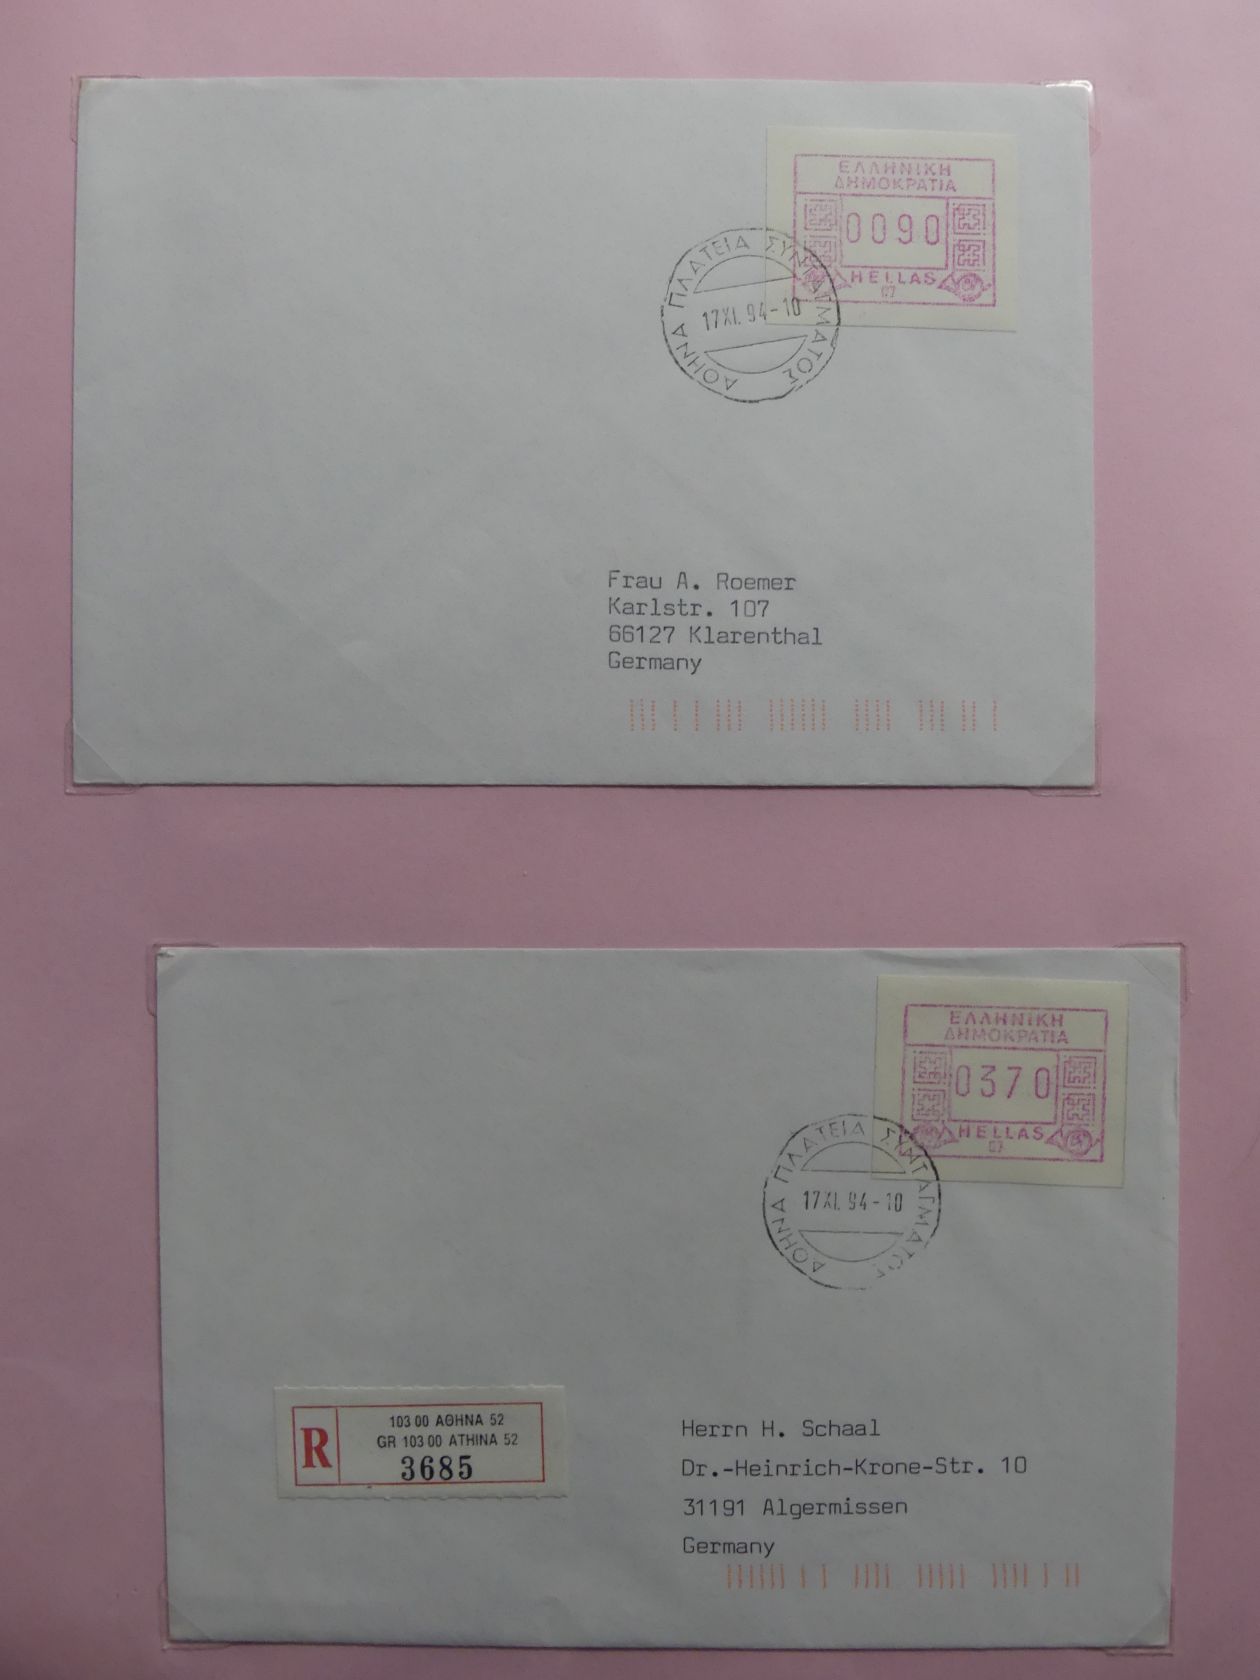 ΕΛΛΗΝΙΚΗ
ΔΗΜΟΚΡΑΤΙΑ
0090
HELLAS
07
ΑΘΗΝΑ ΠΛΑΤΕΙΑ ΣΥΝΤΑΓΜΑΤΟΣ
17 XI. 94-10
Frau A. Roemer
Karlstr. 107
66127 Klarenthal
Germany
ΕΛΛΗΝΙΚΗ
ΔΗΜΟΚΡΑΤΙΑ
0370
HELLAS
07
ΑΘΗΝΑ ΠΛΑΤΕΙΑ ΣΥΝΤΑΓΜΑΤΟΣ
17 XI. 94-10
R
103 00 ΑΘΗΝΑ 52
GR 103 00 ATHINA 52
3685
Herrn H. Schaal
Dr.-Heinrich-Krone-Str. 10
31191 Algermissen
Germany